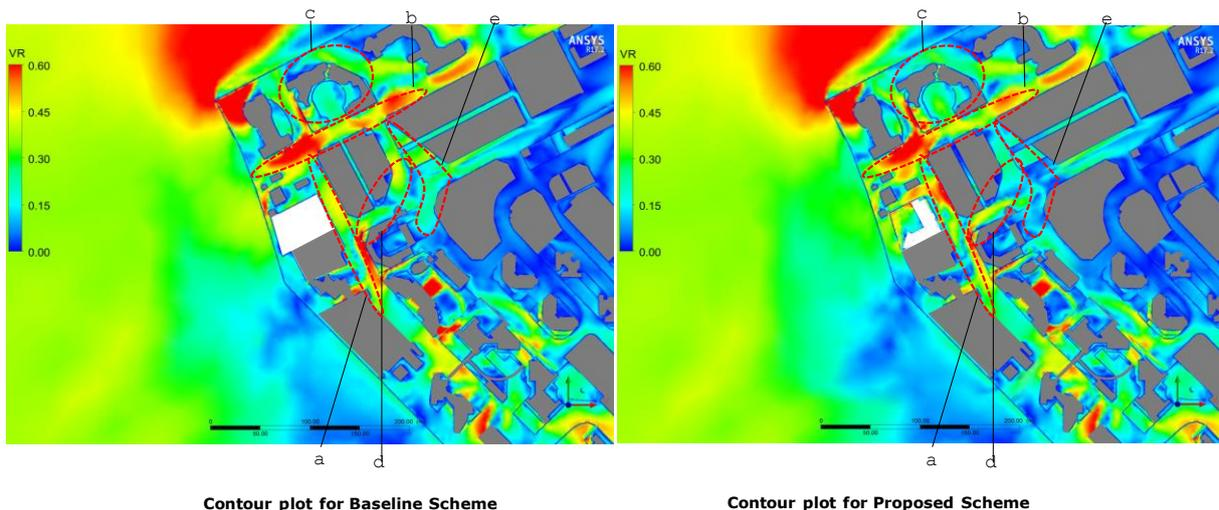 c b e c b e
VR ANSYS R17.2 VR ANSYS R17.2
0.60 0.60
0.45 0.45
0.30 0.30
0.15 0.15
0.00 0.00
0 100.00 200.00 0 100.00 200.00
50.00 150.00 50.00 150.00
a d a d
Contour plot for Baseline Scheme Contour plot for Proposed Scheme